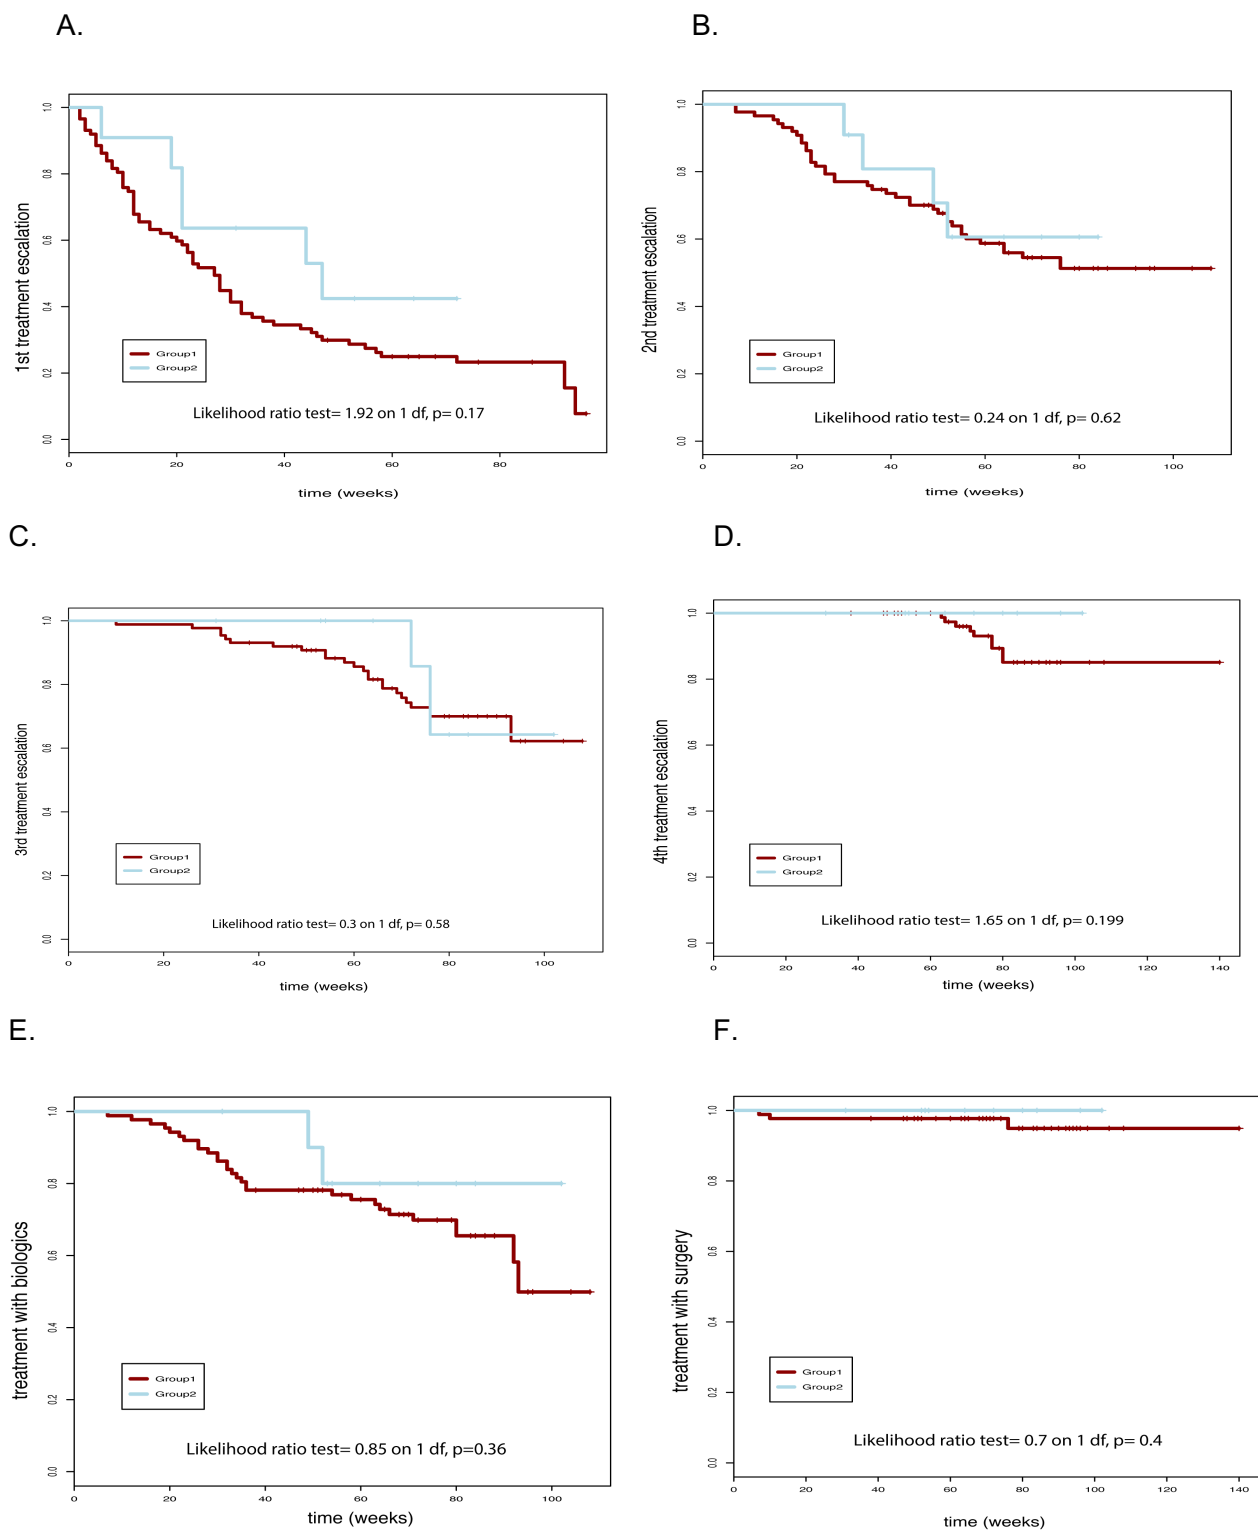 A.
1st treatment escalation
1.0
0.8
0.6
0.4
0.2
0.0
Group1
Group2
Likelihood ratio test= 1.92 on 1 df, p= 0.17
0 20 40 60 80
time (weeks)
B.
2nd treatment escalation
1.0
0.8
0.6
0.4
0.2
0.0
Group1
Group2
Likelihood ratio test= 0.24 on 1 df, p= 0.62
0 20 40 60 80 100
time (weeks)
C.
3rd treatment escalation
1.0
0.8
0.6
0.4
0.2
0.0
Group1
Group2
Likelihood ratio test= 0.3 on 1 df, p= 0.58
0 20 40 60 80 100
time (weeks)
D.
4th treatment escalation
1.0
0.8
0.6
0.4
0.2
0.0
Group1
Group2
Likelihood ratio test= 1.65 on 1 df, p= 0.199
0 20 40 60 80 100 120 140
time (weeks)
E.
treatment with biologics
1.0
0.8
0.6
0.4
0.2
0.0
Group1
Group2
Likelihood ratio test= 0.85 on 1 df, p=0.36
0 20 40 60 80 100
time (weeks)
F.
treatment with surgery
1.0
0.8
0.6
0.4
0.2
0.0
Group1
Group2
Likelihood ratio test= 0.7 on 1 df, p= 0.4
0 20 40 60 80 100 120 140
time (weeks)